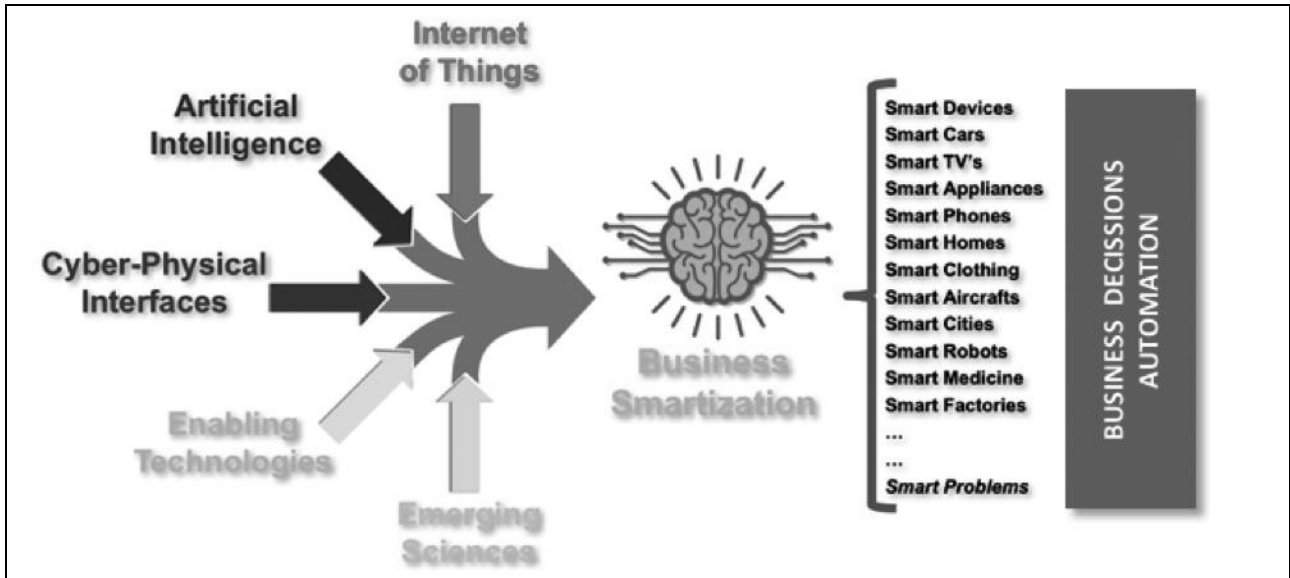 Internet
of Things
Artificial
Intelligence
Cyber-Physical
Interfaces
Enabling
Technologies
Emerging
Sciences
Business
Smartization
Smart Devices
Smart Cars
Smart TV's
Smart Appliances
Smart Phones
Smart Homes
Smart Clothing
Smart Aircrafts
Smart Cities
Smart Robots
Smart Medicine
Smart Factories
...
...
Smart Problems
BUSINESS DECISSIONS
AUTOMATION